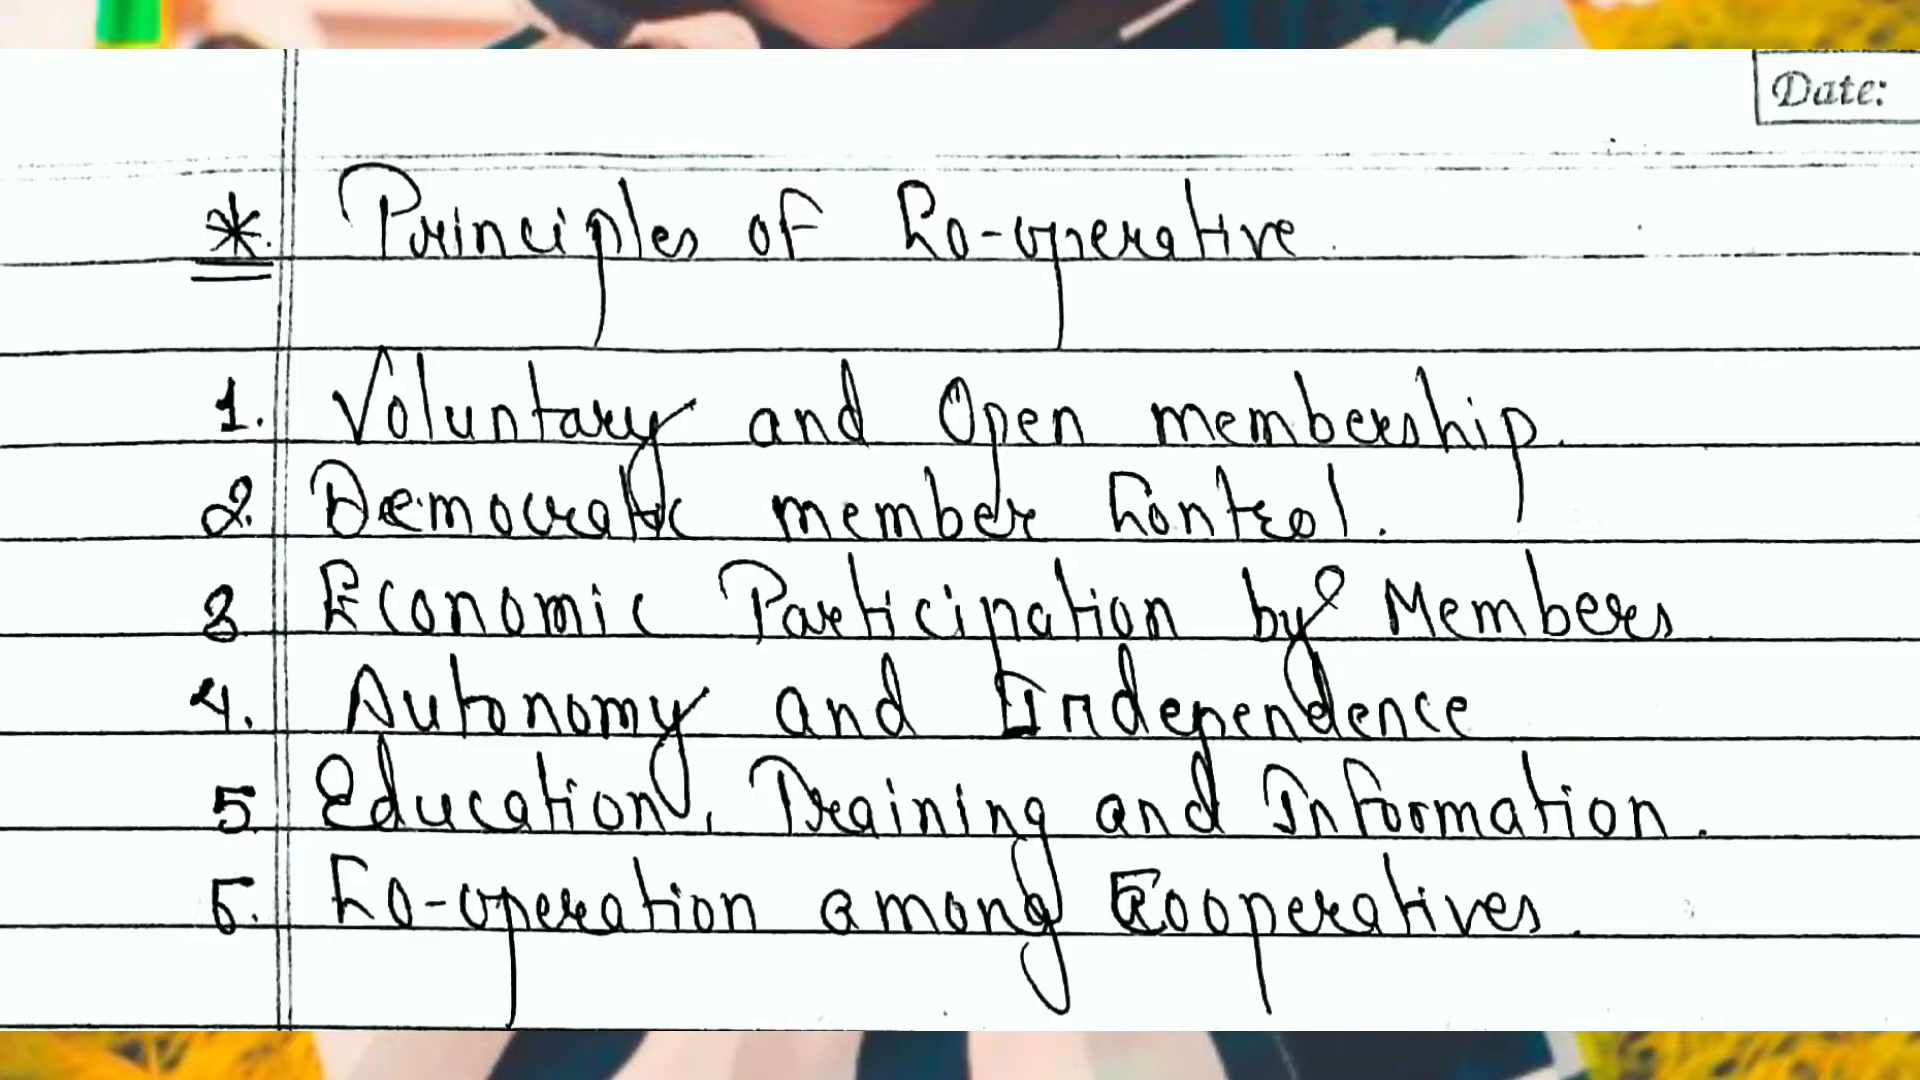 Date:
*. Principles of Co-operative.
1. Voluntary and Open membership.
2. Democratic member Control.
3 Economic Participation by Members
4. Autonomy and Independence
5 Education, Training and Information.
5. Co-operation among Cooperatives.